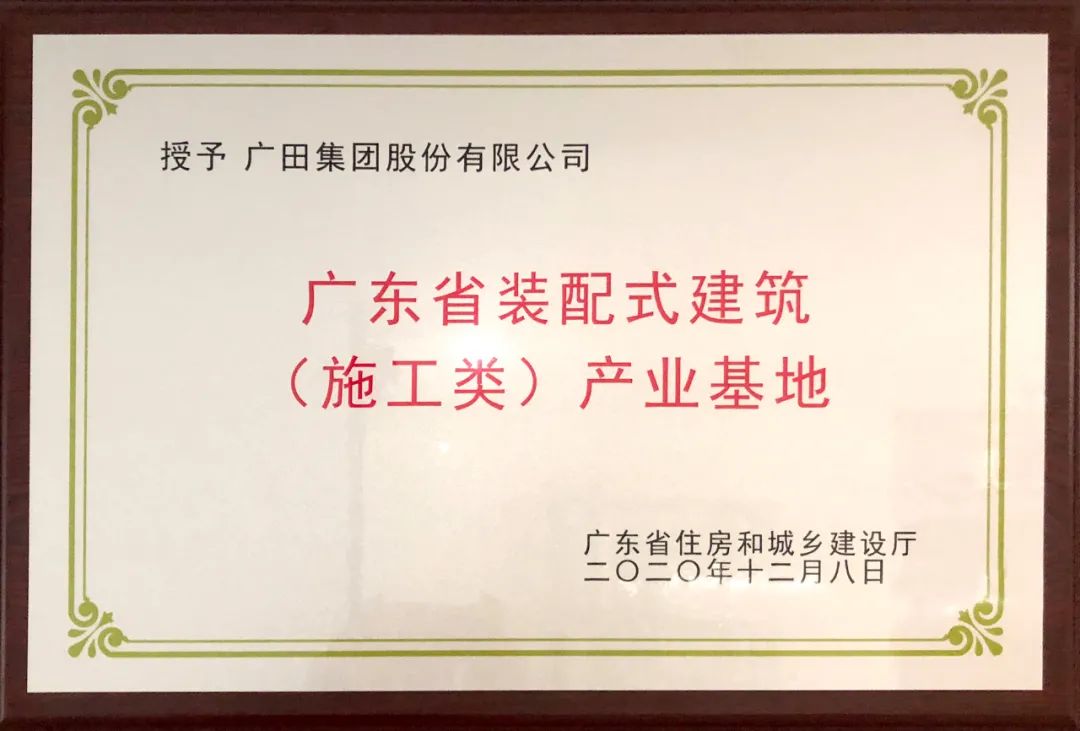 授予 广田集团股份有限公司
广东省装配式建筑
（施工类）产业基地
广东省住房和城乡建设厅
二〇二〇年十二月八日